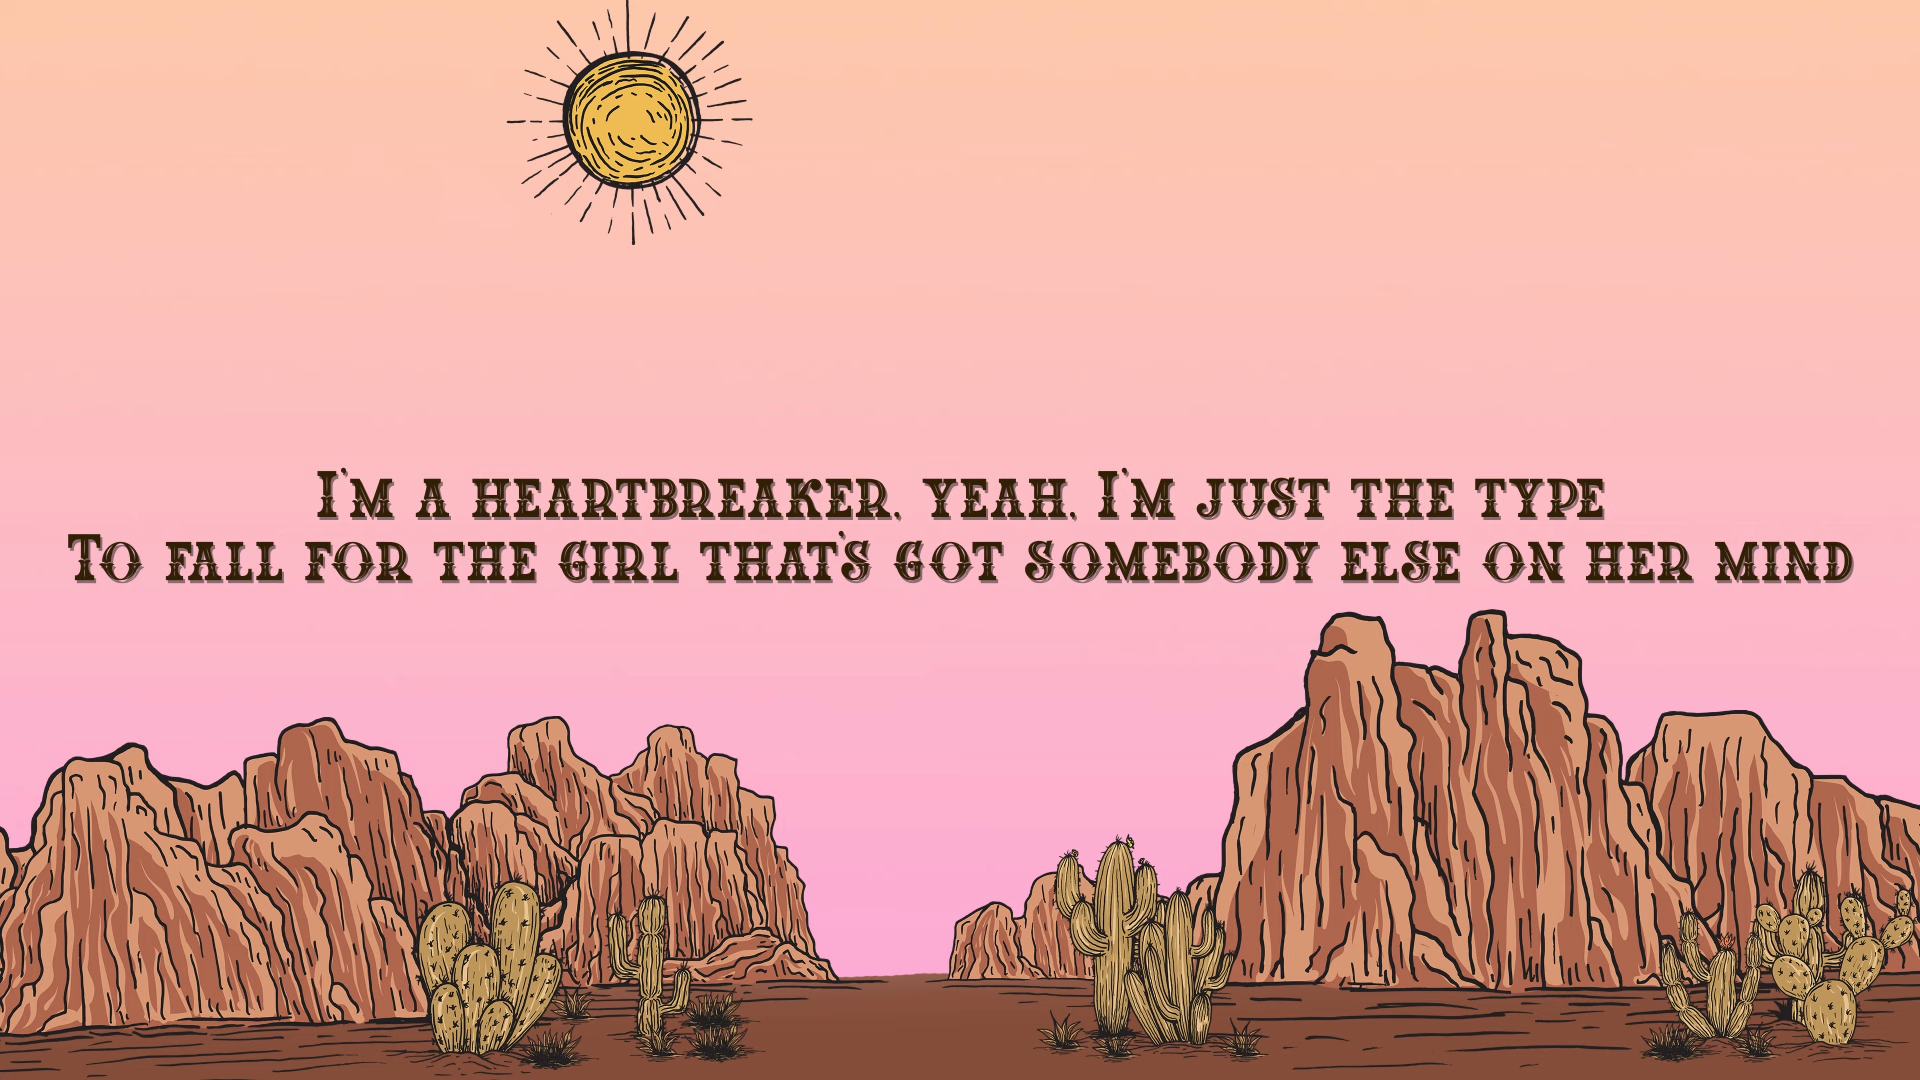 I'm a heartbreaker, yeah, I'm just the type
To fall for the girl that's got somebody else on her mind